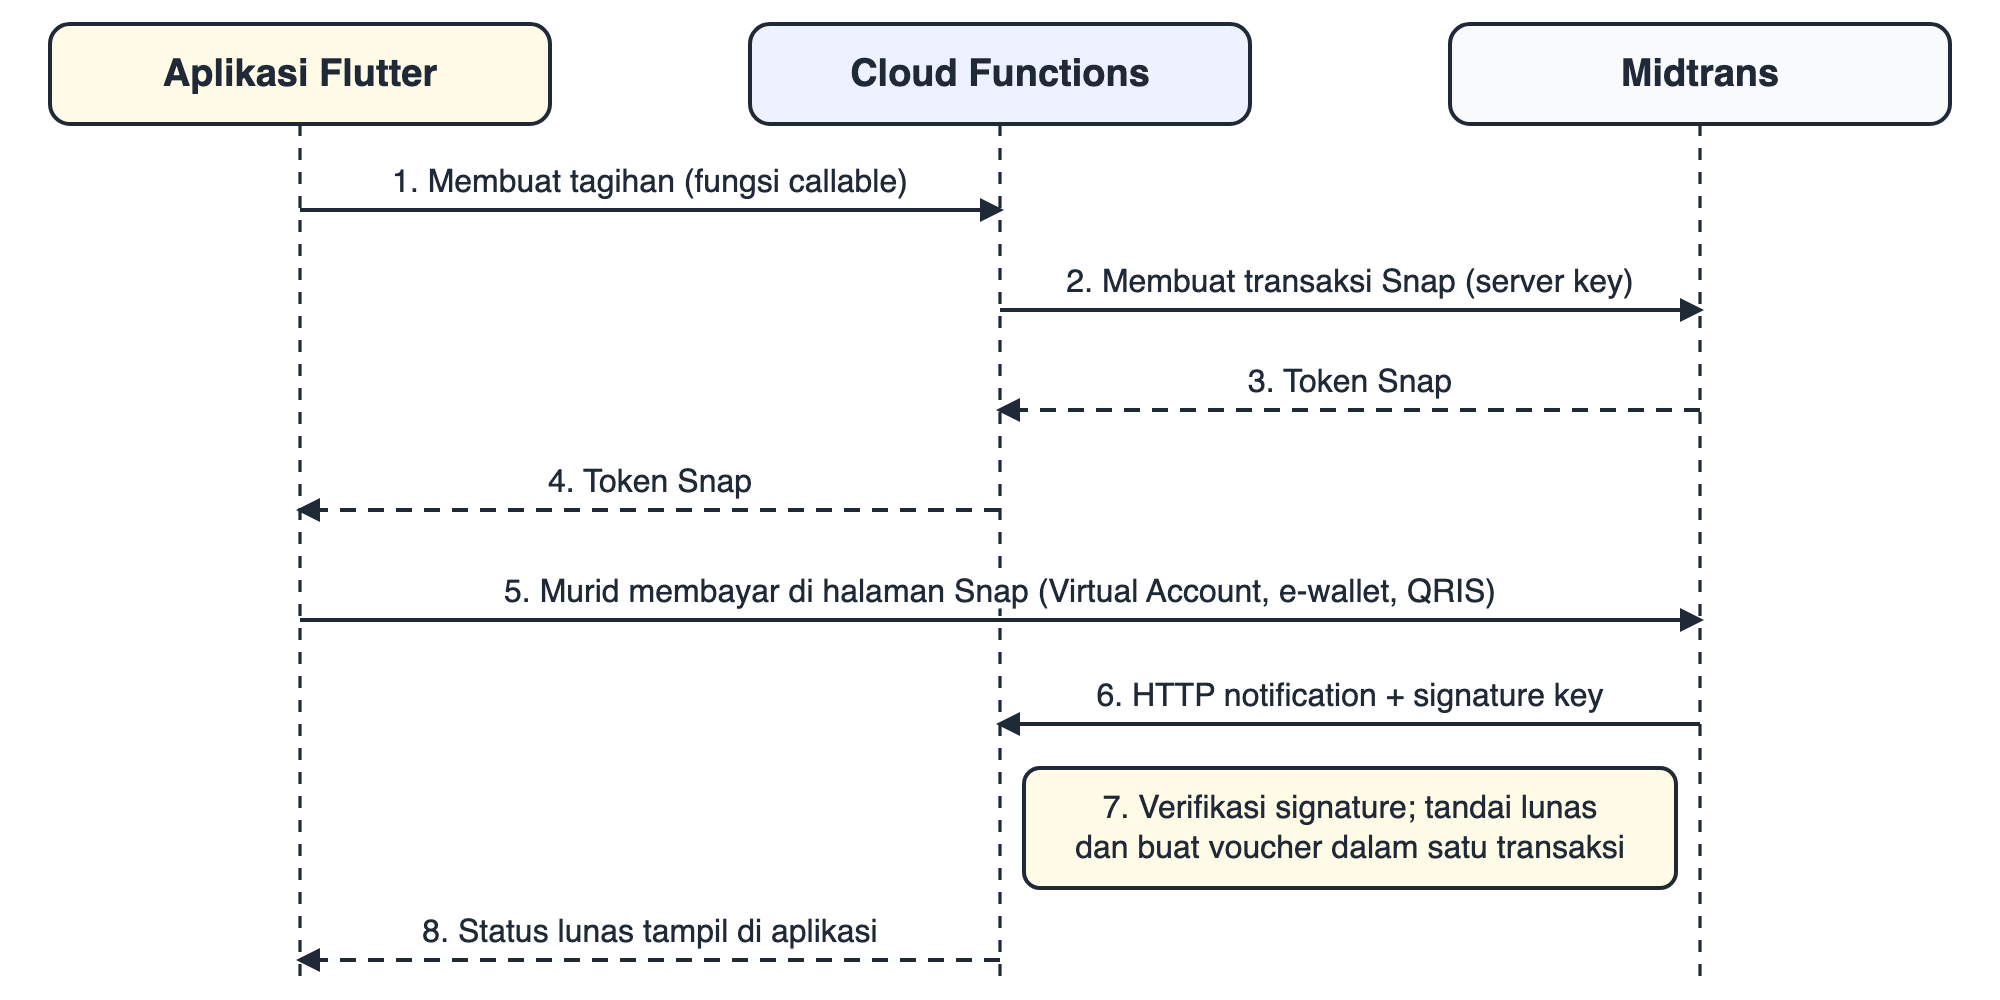 Aplikasi Flutter
Cloud Functions
Midtrans
1. Membuat tagihan (fungsi callable)
2. Membuat transaksi Snap (server key)
3. Token Snap
4. Token Snap
5. Murid membayar di halaman Snap (Virtual Account, e-wallet, QRIS)
6. HTTP notification + signature key
7. Verifikasi signature; tandai lunas
dan buat voucher dalam satu transaksi
8. Status lunas tampil di aplikasi